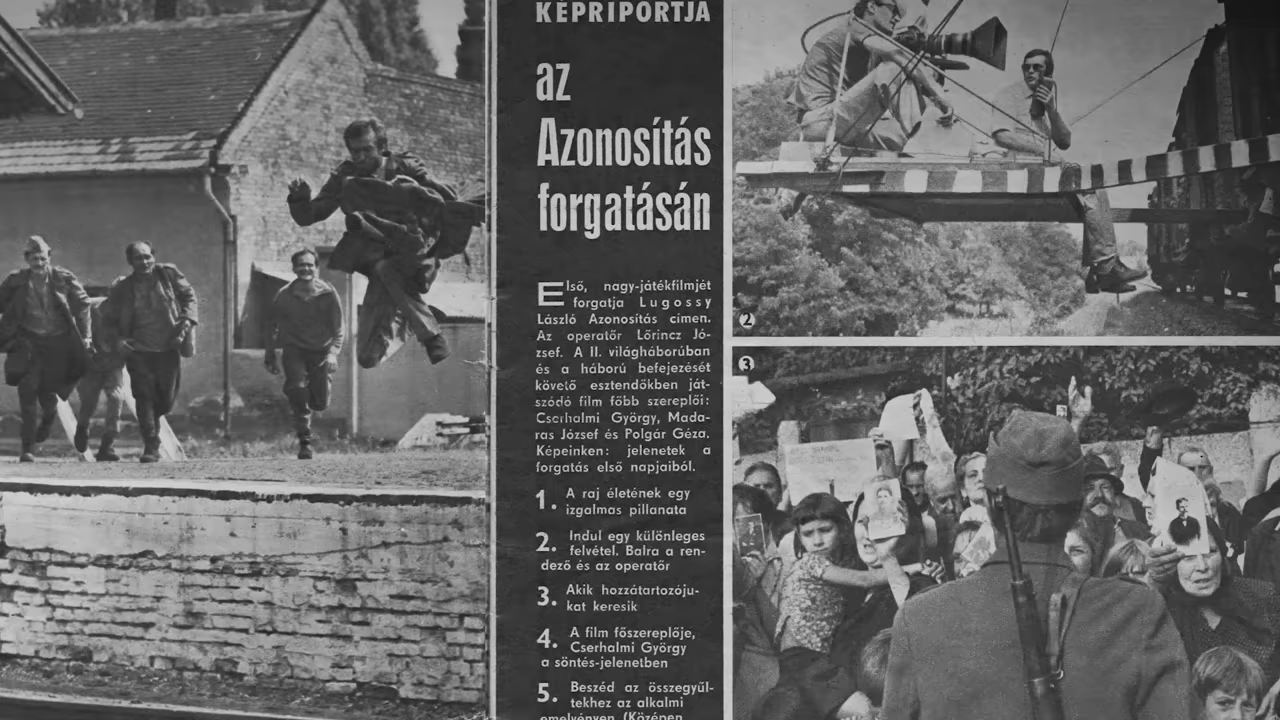 KÉPRIPORTJA
az
Azonosítás
forgatásán
Első, nagy-játékfilmjét
forgatja Lugossy
László Azonosítás címen.
Az operatőr Lőrincz Jó-
zsef. A II. világháborúban
és a háború befejezését
követő esztendőkben ját-
szódó film főbb szereplői:
Cserhalmi György, Mada-
ras József és Polgár Géza.
Képeinken: jelenetek a
forgatás első napjaiból.
1. A raj életének egy
izgalmas pillanata
2. Indul egy különleges
felvétel. Balra a ren-
dező és az operatőr
3. Akik hozzátartozóju-
kat keresik
4. A film főszereplője,
Cserhalmi György
a söntés-jelenetben
5. Beszéd az összegyűl-
tekhez az alkalmi
emelvényen (Középen
2
3